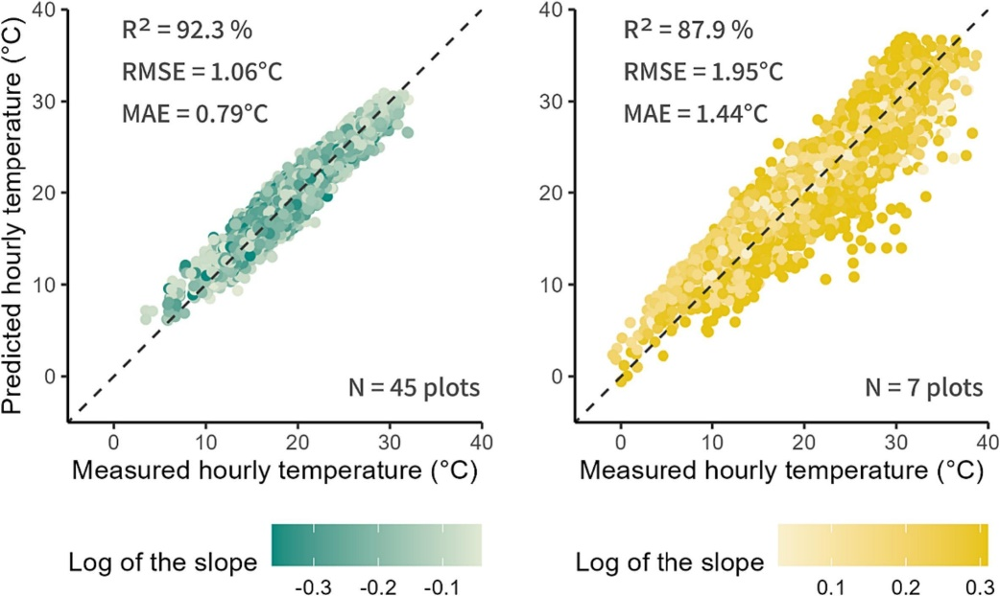 Predicted hourly temperature (°C)
40
30
20
10
0
R² = 92.3 %
RMSE = 1.06°C
MAE = 0.79°C
N = 45 plots
0 10 20 30 40
Measured hourly temperature (°C)
Log of the slope
-0.3 -0.2 -0.1
40
30
20
10
0
R² = 87.9 %
RMSE = 1.95°C
MAE = 1.44°C
N = 7 plots
0 10 20 30 40
Measured hourly temperature (°C)
Log of the slope
0.1 0.2 0.3